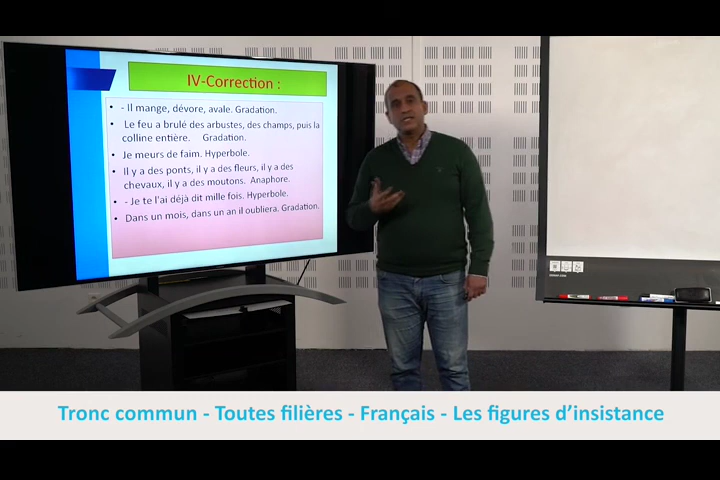 IV-Correction :
• - Il mange, dévore, avale. Gradation.
• Le feu a brulé des arbustes, des champs, puis la
colline entière. Gradation.
• Je meurs de faim. Hyperbole.
• Il y a des ponts, il y a des fleurs, il y a des
chevaux, il y a des moutons. Anaphore.
• - Je te l'ai déjà dit mille fois. Hyperbole.
• Dans un mois, dans un an il oubliera. Gradation.
Tronc commun - Toutes filières - Français - Les figures d'insistance